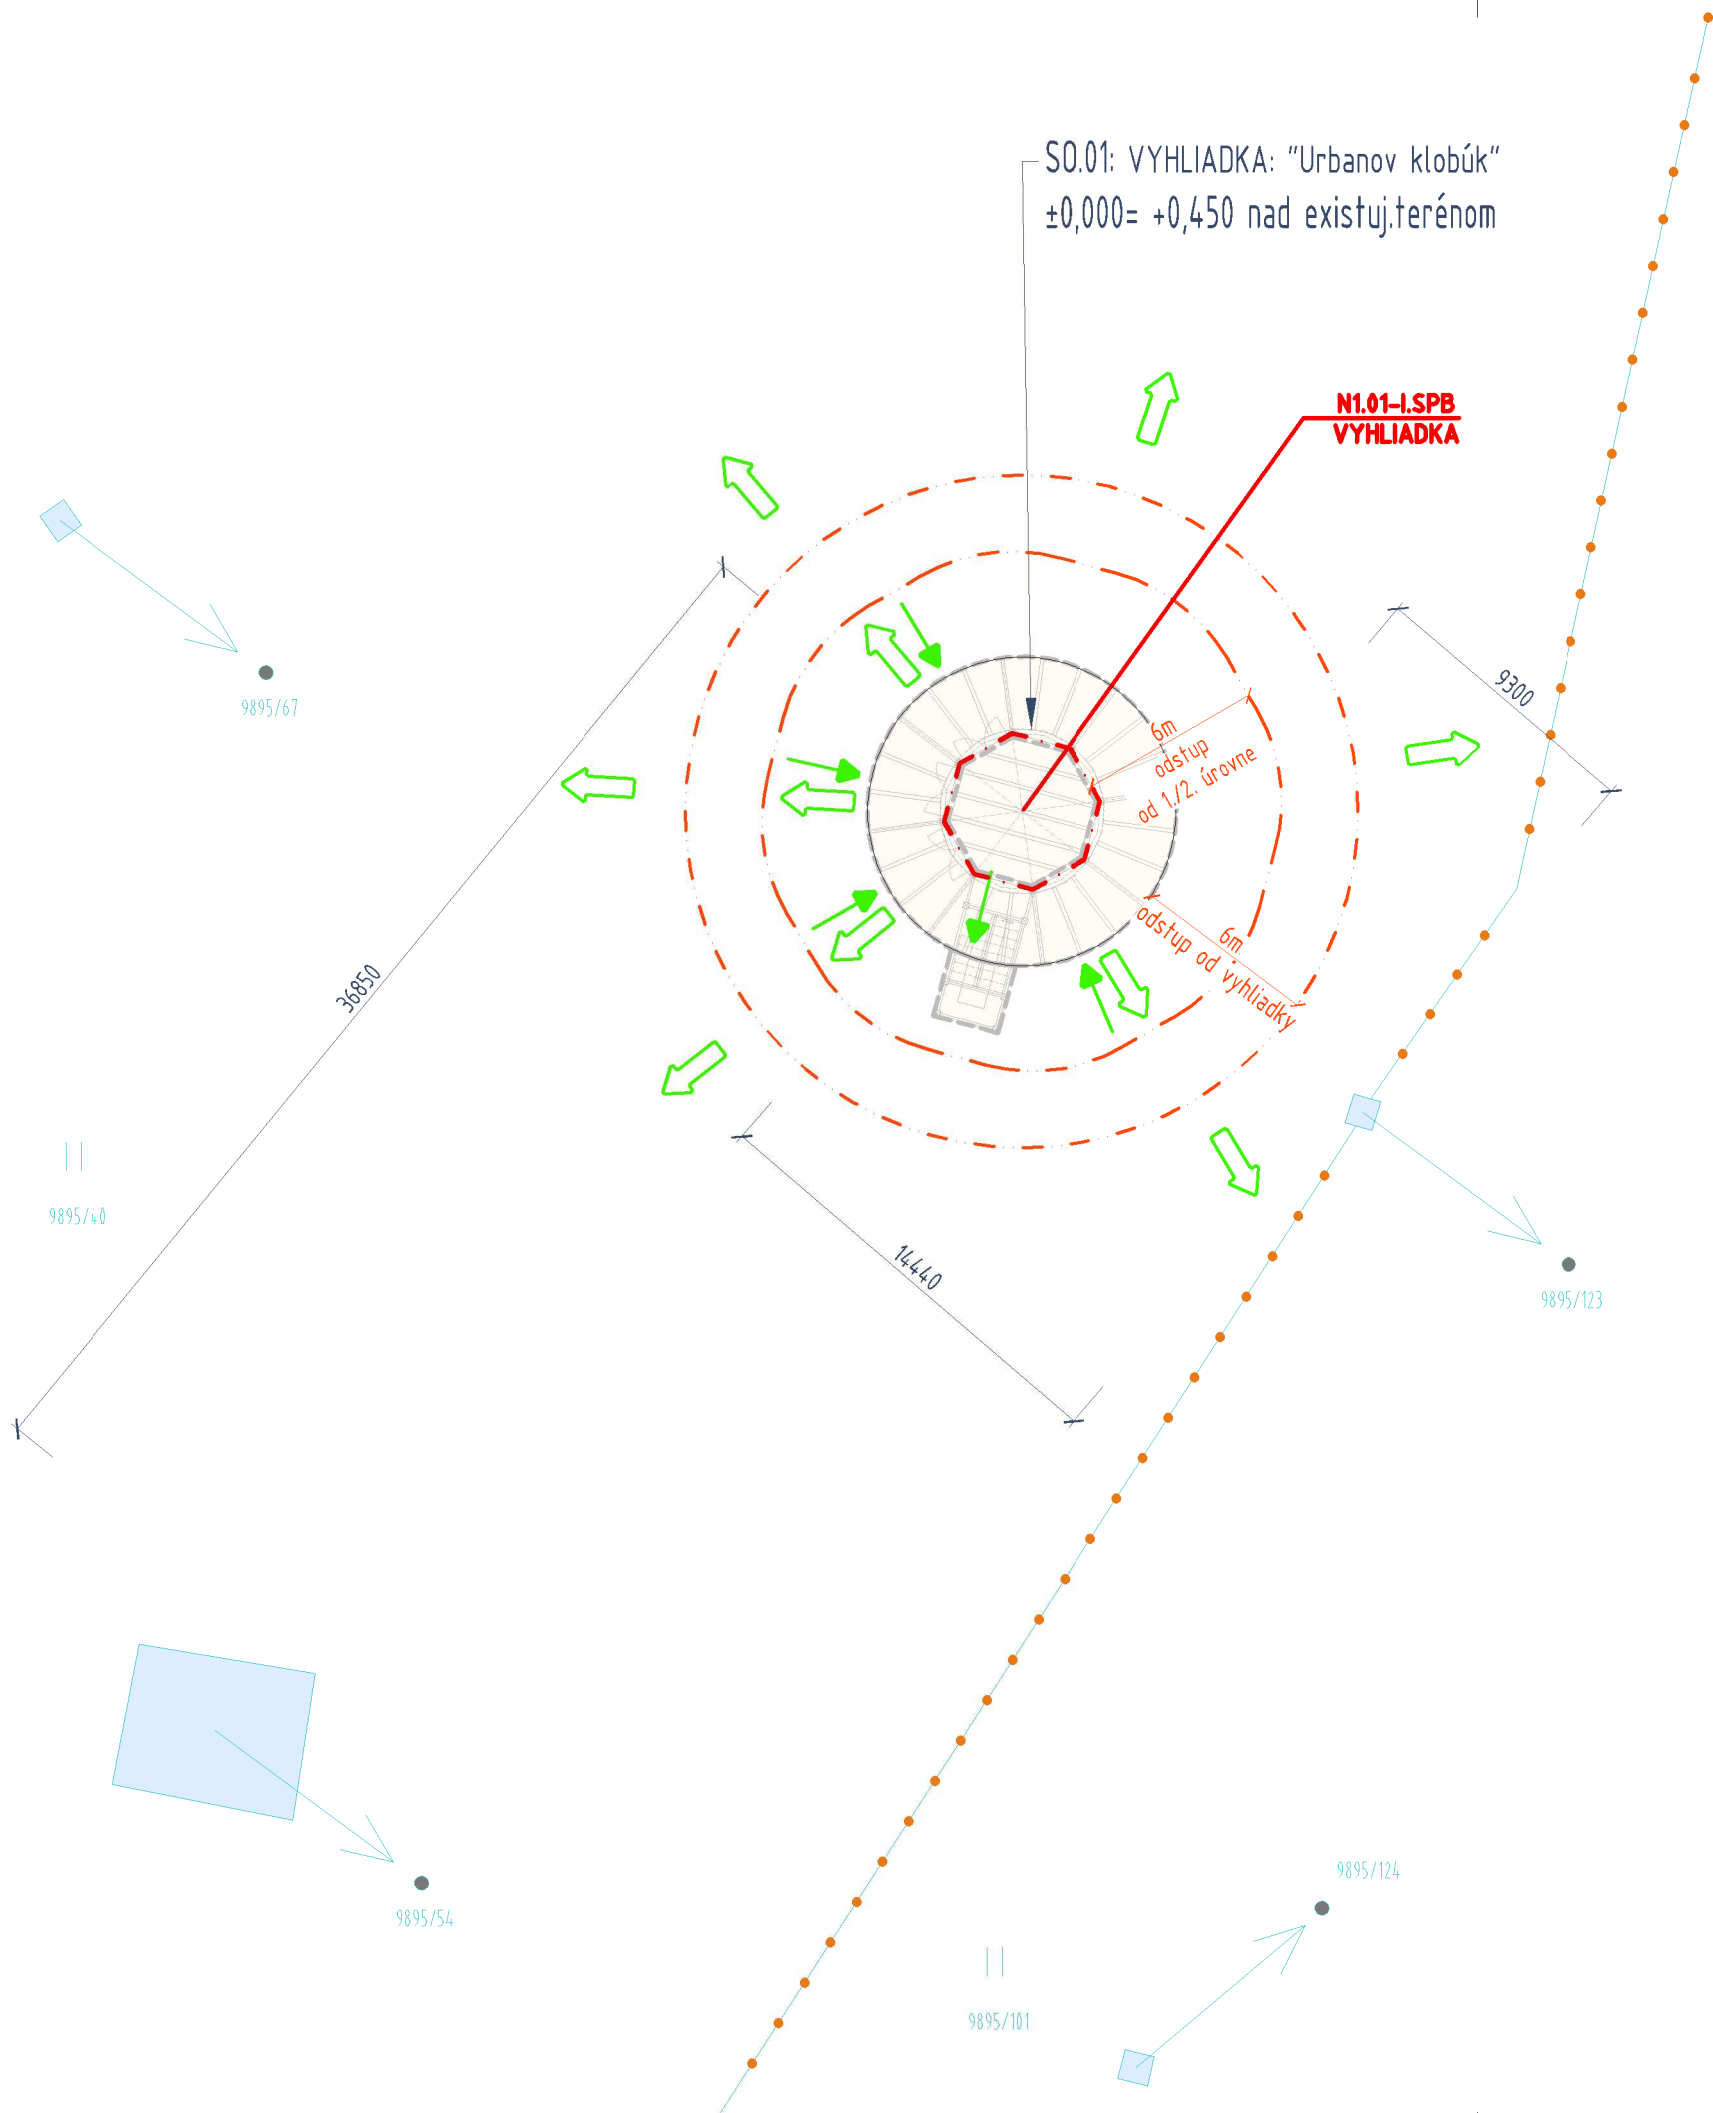 SO.01: VYHLIADKA: "Urbanov klobúk"
±0,000= +0,450 nad existuj.terénom
N1.01-I.SPB
VYHLIADKA
9300
9895/67
6m
odstup
od 1./2. úrovne
6m
odstup od vyhliadky
36850
9895/40
14440
9895/123
9895/54
9895/124
9895/101